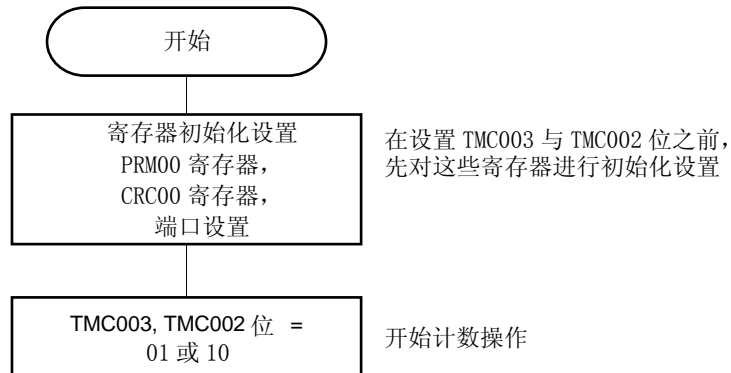 开始
寄存器初始化设置
PRM00 寄存器，
CRC00 寄存器，
端口设置
在设置 TMC003 与 TMC002 位之前，
先对这些寄存器进行初始化设置
TMC003, TMC002 位 =
01 或 10
开始计数操作